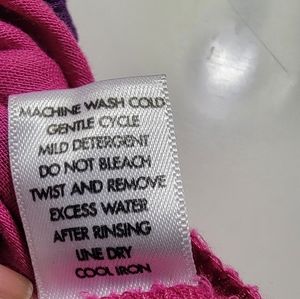 MACHINE WASH COLD
GENTLE CYCLE
MILD DETERGENT
DO NOT BLEACH
TWIST AND REMOVE
EXCESS WATER
AFTER RINSING
LINE DRY
COOL IRON